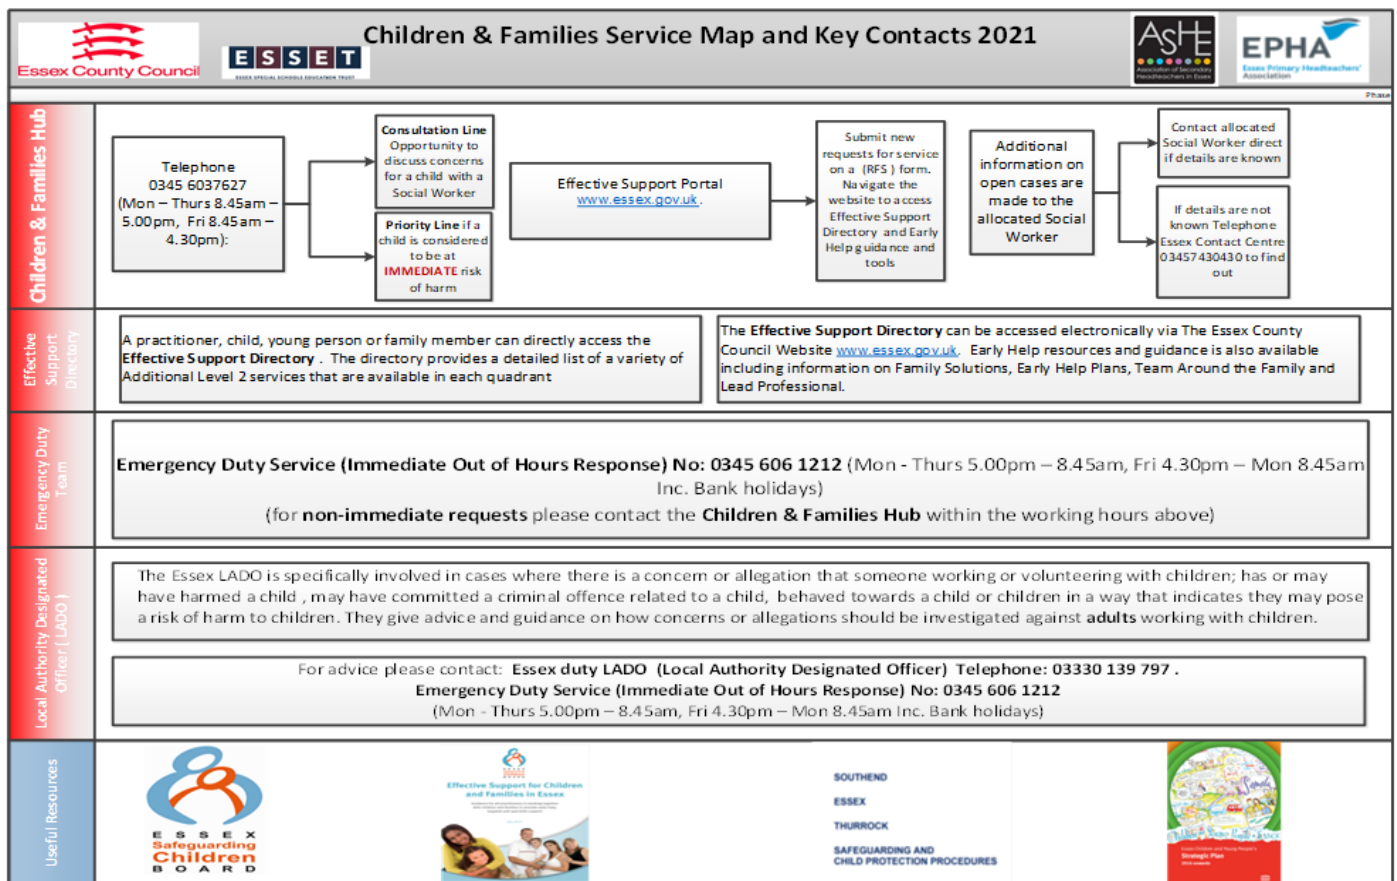 Children & Families Service Map and Key Contacts 2021
Essex County Council
ESSET
ESSEX SPECIAL SCHOOLS EDUCATION TRUST
ASHE
Association of Secondary
Headteachers in Essex
EPHA
Essex Primary Headteachers'
Association
Phase
Children & Families Hub
Telephone
0345 6037627
(Mon – Thurs 8.45am –
5.00pm, Fri 8.45am –
4.30pm):
Consultation Line
Opportunity to
discuss concerns
for a child with a
Social Worker
Priority Line if a
child is considered
to be at
IMMEDIATE risk
of harm
Effective Support Portal
www.essex.gov.uk .
Submit new
requests for service
on a (RFS ) form.
Navigate the
website to access
Effective Support
Directory and Early
Help guidance and
tools
Additional
information on
open cases are
made to the
allocated Social
Worker
Contact allocated
Social Worker direct
if details are known
If details are not
known Telephone
Essex Contact Centre
03457430430 to find
out
Effective
Support
Directory
A practitioner, child, young person or family member can directly access the
Effective Support Directory . The directory provides a detailed list of a variety of
Additional Level 2 services that are available in each quadrant
The Effective Support Directory can be accessed electronically via The Essex County
Council Website www.essex.gov.uk. Early Help resources and guidance is also available
including information on Family Solutions, Early Help Plans, Team Around the Family and
Lead Professional.
Emergency Duty
Team
Emergency Duty Service (Immediate Out of Hours Response) No: 0345 606 1212 (Mon - Thurs 5.00pm – 8.45am, Fri 4.30pm – Mon 8.45am
Inc. Bank holidays)
(for non-immediate requests please contact the Children & Families Hub within the working hours above)
Local Authority Designated
Officer ( LADO )
The Essex LADO is specifically involved in cases where there is a concern or allegation that someone working or volunteering with children; has or may
have harmed a child , may have committed a criminal offence related to a child, behaved towards a child or children in a way that indicates they may pose
a risk of harm to children. They give advice and guidance on how concerns or allegations should be investigated against adults working with children.
For advice please contact: Essex duty LADO (Local Authority Designated Officer) Telephone: 03330 139 797 .
Emergency Duty Service (Immediate Out of Hours Response) No: 0345 606 1212
(Mon - Thurs 5.00pm – 8.45am, Fri 4.30pm – Mon 8.45am Inc. Bank holidays)
Useful Resources
ESSEX
Safeguarding
Children
BOARD
Effective Support for Children
and Families in Essex
SOUTHEND
ESSEX
THURROCK
SAFEGUARDING AND
CHILD PROTECTION PROCEDURES
Essex Children and Young People's
Strategic Plan